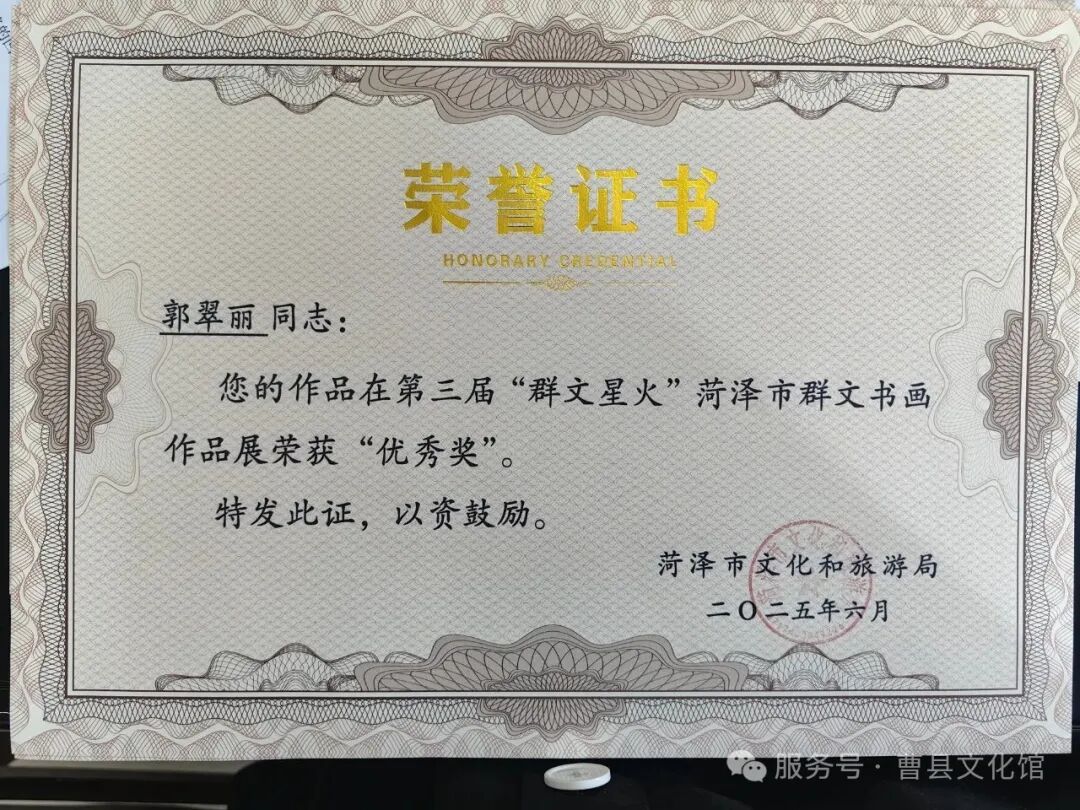 荣誉证书
HONORARY CREDENTIAL
郭翠丽 同志：
您的作品在第三届“群文星火”菏泽市群文书画
作品展荣获“优秀奖”。
特发此证，以资鼓励。
菏泽市文化和旅游局
二〇二五年六月
服务号 · 曹县文化馆